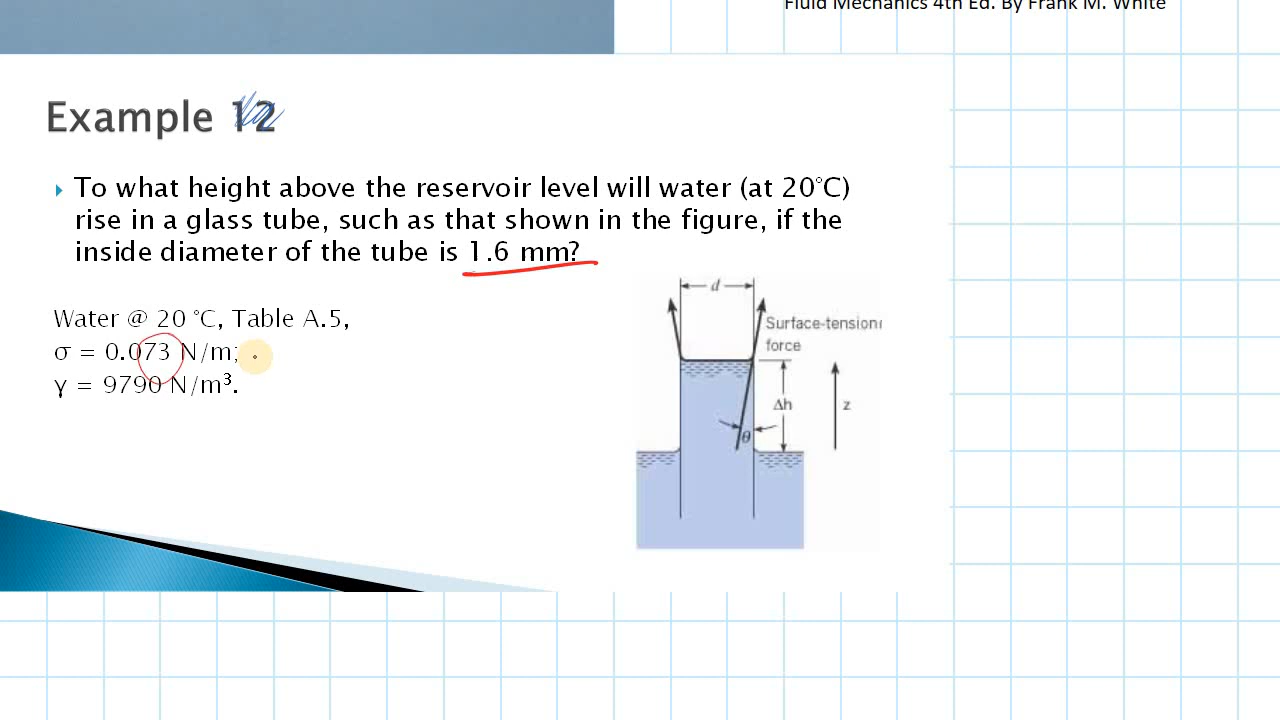 Fluid Mechanics 4th Ed. By Frank M. White
Example 12
To what height above the reservoir level will water (at 20°C)
rise in a glass tube, such as that shown in the figure, if the
inside diameter of the tube is 1.6 mm?
Water @ 20 °C, Table A.5,
σ = 0.073 N/m;
γ = 9790 N/m³.
d
Surface-tension
force
Δh
z
θ